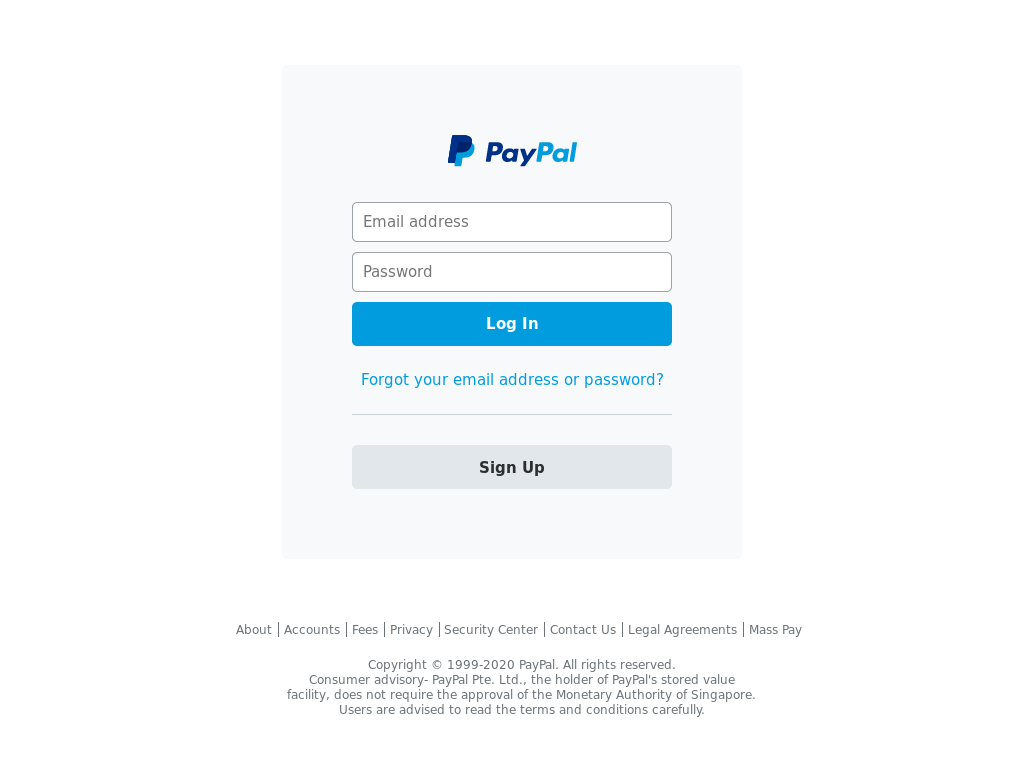 PayPal
Email address
Password
Log In
Forgot your email address or password?
Sign Up
About | Accounts | Fees | Privacy | Security Center | Contact Us | Legal Agreements | Mass Pay
Copyright © 1999-2020 PayPal. All rights reserved.
Consumer advisory- PayPal Pte. Ltd., the holder of PayPal's stored value
facility, does not require the approval of the Monetary Authority of Singapore.
Users are advised to read the terms and conditions carefully.